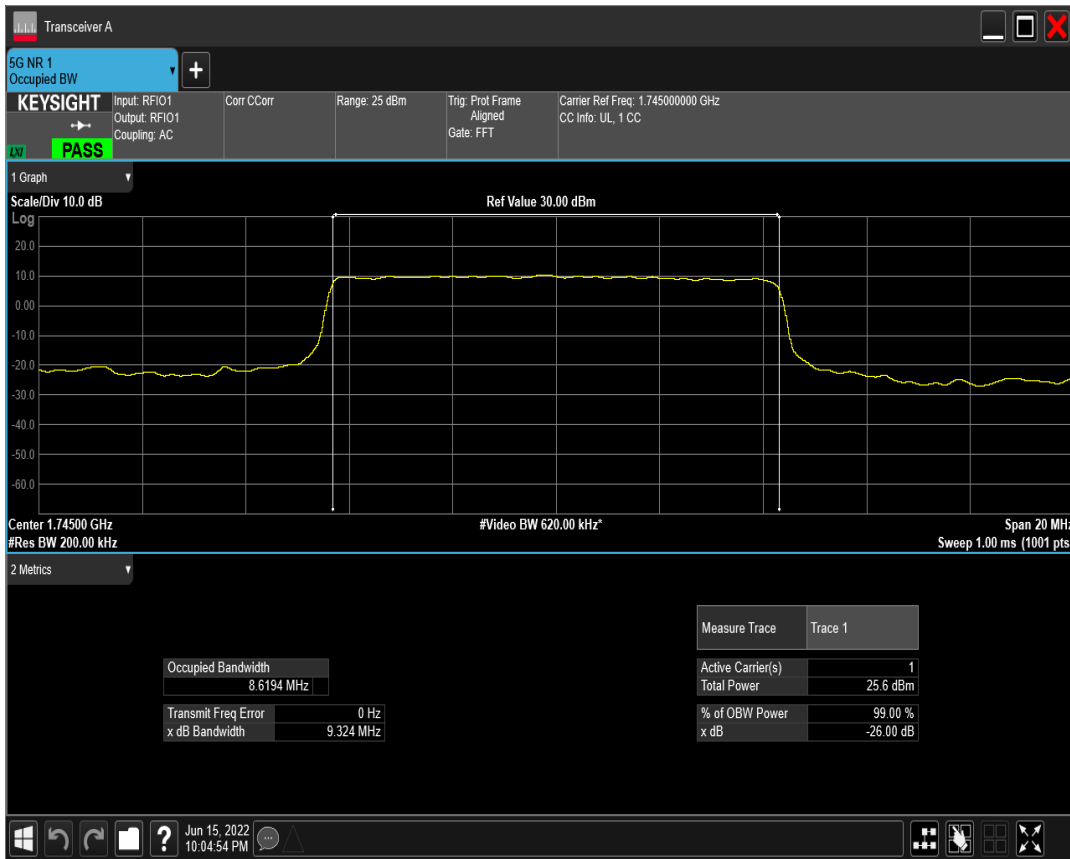 Transceiver A
5G NR 1
Occupied BW
+
KEYSIGHT
LXI
PASS
Input: RFIO1
Output: RFIO1
Coupling: AC
Corr CCorr
Range: 25 dBm
Trig: Prot Frame
Aligned
Gate: FFT
Carrier Ref Freq: 1.745000000 GHz
CC Info: UL, 1 CC
1 Graph
Scale/Div 10.0 dB
Ref Value 30.00 dBm
Log
20.0
10.0
0.00
-10.0
-20.0
-30.0
-40.0
-50.0
-60.0
Center 1.74500 GHz
#Video BW 620.00 kHz*
Span 20 MHz
#Res BW 200.00 kHz
Sweep 1.00 ms (1001 pts
2 Metrics
Measure Trace Trace 1
Occupied Bandwidth
8.6194 MHz
Active Carrier(s) 1
Total Power 25.6 dBm
Transmit Freq Error 0 Hz
x dB Bandwidth 9.324 MHz
% of OBW Power 99.00 %
x dB -26.00 dB
?
Jun 15, 2022
10:04:54 PM